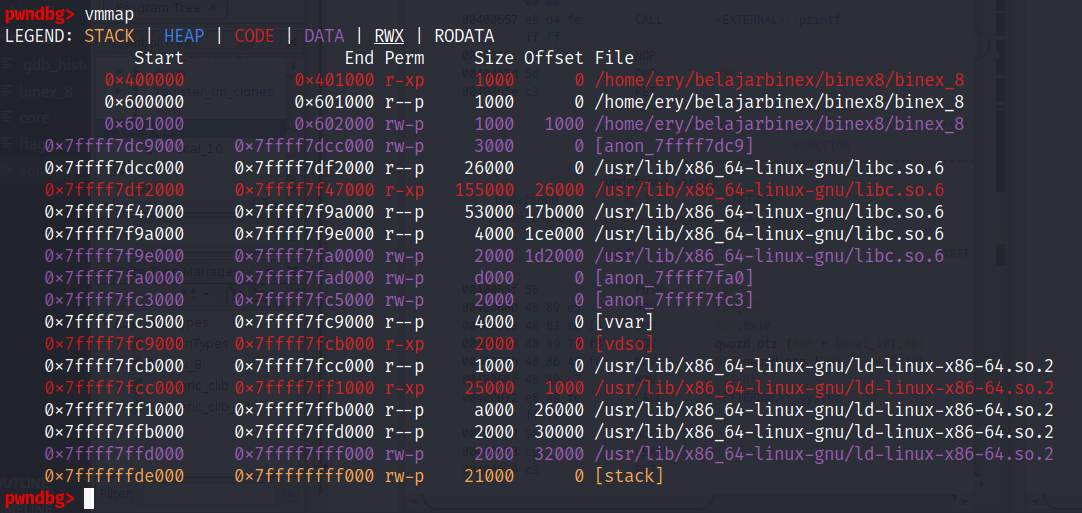 pwndbg> vmmap
LEGEND: STACK | HEAP | CODE | DATA | RWX | RODATA
Start End Perm Size Offset File
0×400000 0×401000 r-xp 1000 0 /home/ery/belajarbinex/binex8/binex_8
0×600000 0×601000 r--p 1000 0 /home/ery/belajarbinex/binex8/binex_8
0×601000 0×602000 rw-p 1000 1000 /home/ery/belajarbinex/binex8/binex_8
0×7ffff7dc9000 0×7ffff7dcc000 rw-p 3000 0 [anon_7ffff7dc9]
0×7ffff7dcc000 0×7ffff7df2000 r--p 26000 0 /usr/lib/x86_64-linux-gnu/libc.so.6
0×7ffff7df2000 0×7ffff7f47000 r-xp 155000 26000 /usr/lib/x86_64-linux-gnu/libc.so.6
0×7ffff7f47000 0×7ffff7f9a000 r--p 53000 17b000 /usr/lib/x86_64-linux-gnu/libc.so.6
0×7ffff7f9a000 0×7ffff7f9e000 r--p 4000 1ce000 /usr/lib/x86_64-linux-gnu/libc.so.6
0×7ffff7f9e000 0×7ffff7fa0000 rw-p 2000 1d2000 /usr/lib/x86_64-linux-gnu/libc.so.6
0×7ffff7fa0000 0×7ffff7fad000 rw-p d000 0 [anon_7ffff7fa0]
0×7ffff7fc3000 0×7ffff7fc5000 rw-p 2000 0 [anon_7ffff7fc3]
0×7ffff7fc5000 0×7ffff7fc9000 r--p 4000 0 [vvar]
0×7ffff7fc9000 0×7ffff7fcb000 r-xp 2000 0 [vdso]
0×7ffff7fcb000 0×7ffff7fcc000 r--p 1000 0 /usr/lib/x86_64-linux-gnu/ld-linux-x86-64.so.2
0×7ffff7fcc000 0×7ffff7ff1000 r-xp 25000 1000 /usr/lib/x86_64-linux-gnu/ld-linux-x86-64.so.2
0×7ffff7ff1000 0×7ffff7ffb000 r--p a000 26000 /usr/lib/x86_64-linux-gnu/ld-linux-x86-64.so.2
0×7ffff7ffb000 0×7ffff7ffd000 r--p 2000 30000 /usr/lib/x86_64-linux-gnu/ld-linux-x86-64.so.2
0×7ffff7ffd000 0×7ffff7fff000 rw-p 2000 32000 /usr/lib/x86_64-linux-gnu/ld-linux-x86-64.so.2
0×7ffffffde000 0×7ffffffff000 rw-p 21000 0 [stack]
pwndbg>